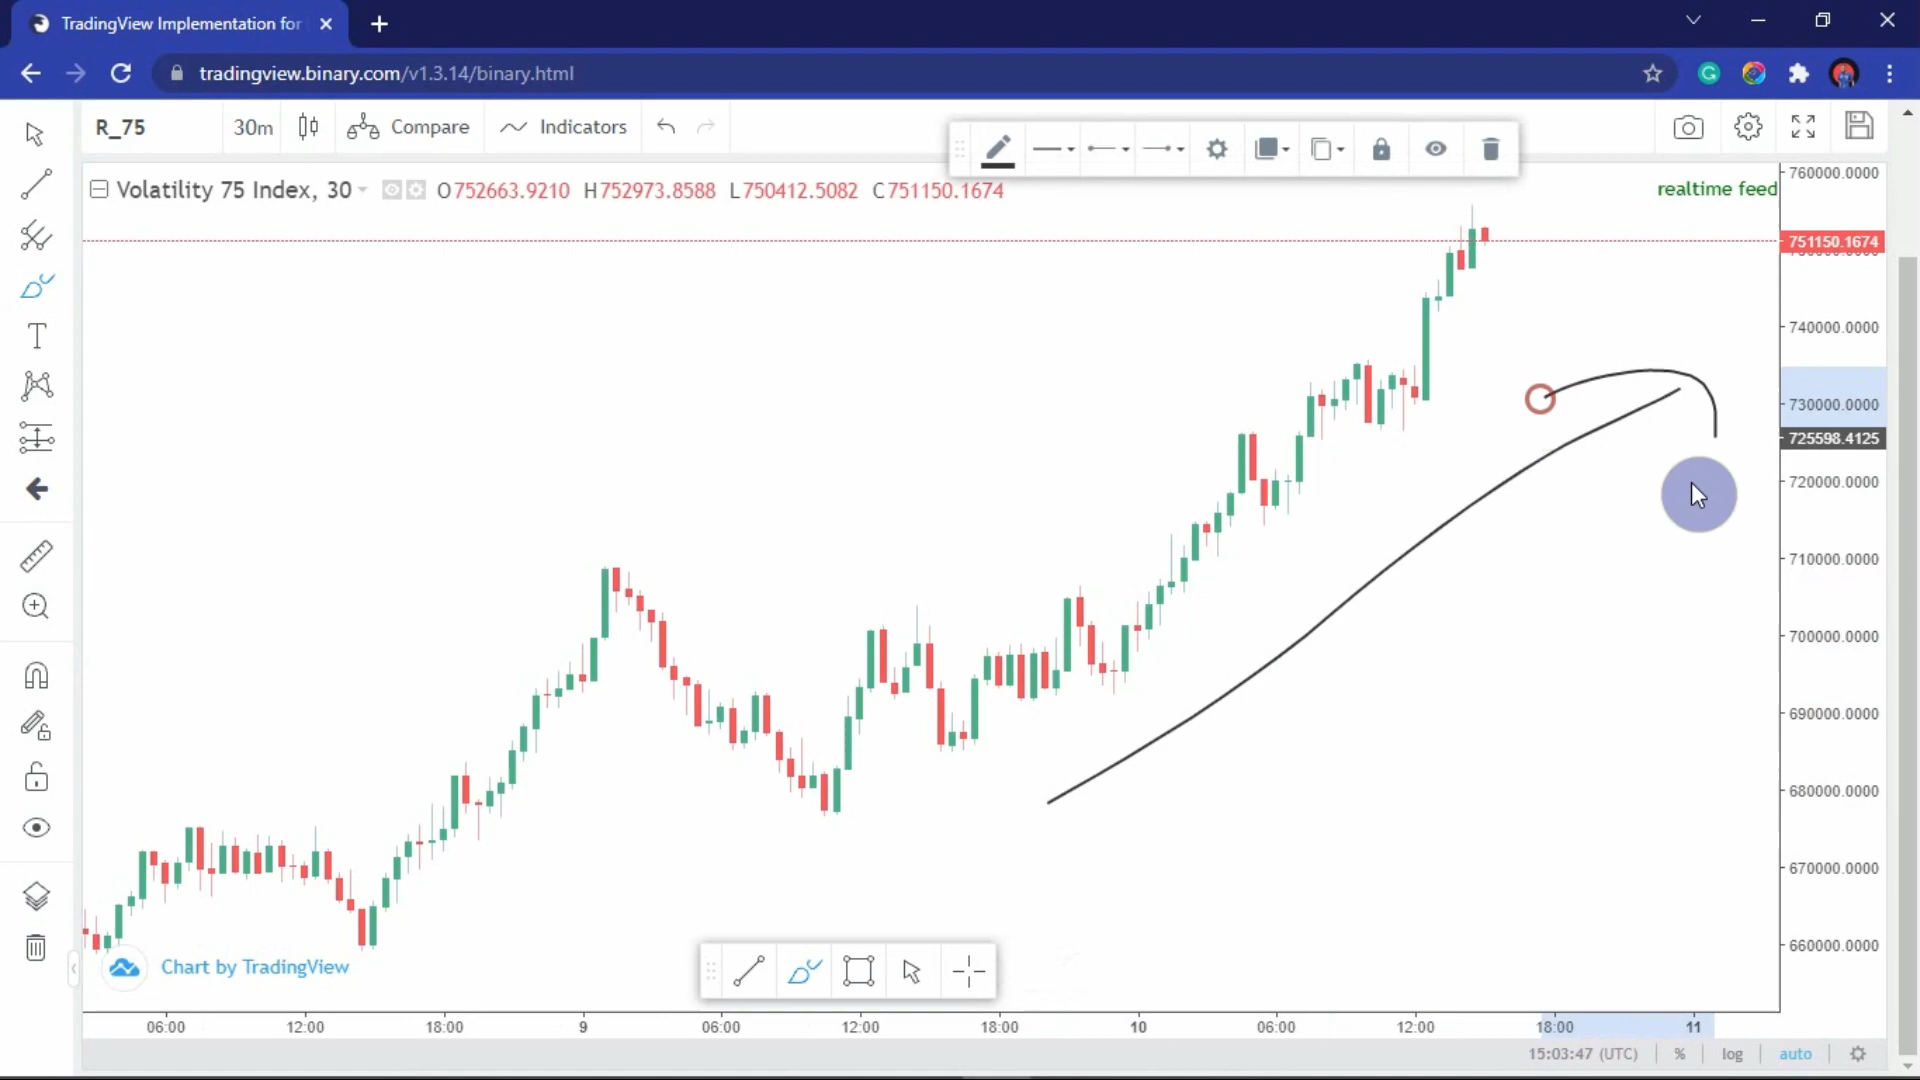 TradingView Implementation for
tradingview.binary.com/v1.3.14/binary.html
R_75
30m
Compare
Indicators
Volatility 75 Index, 30
O752663.9210 H752973.8588 L750412.5082 C751150.1674
realtime feed
760000.0000
751150.1674
740000.0000
730000.0000
725598.4125
720000.0000
710000.0000
700000.0000
690000.0000
680000.0000
670000.0000
660000.0000
Chart by TradingView
06:00 12:00 18:00 9 06:00 12:00 18:00 10 06:00 12:00 18:00 11
15:03:47 (UTC) % log auto